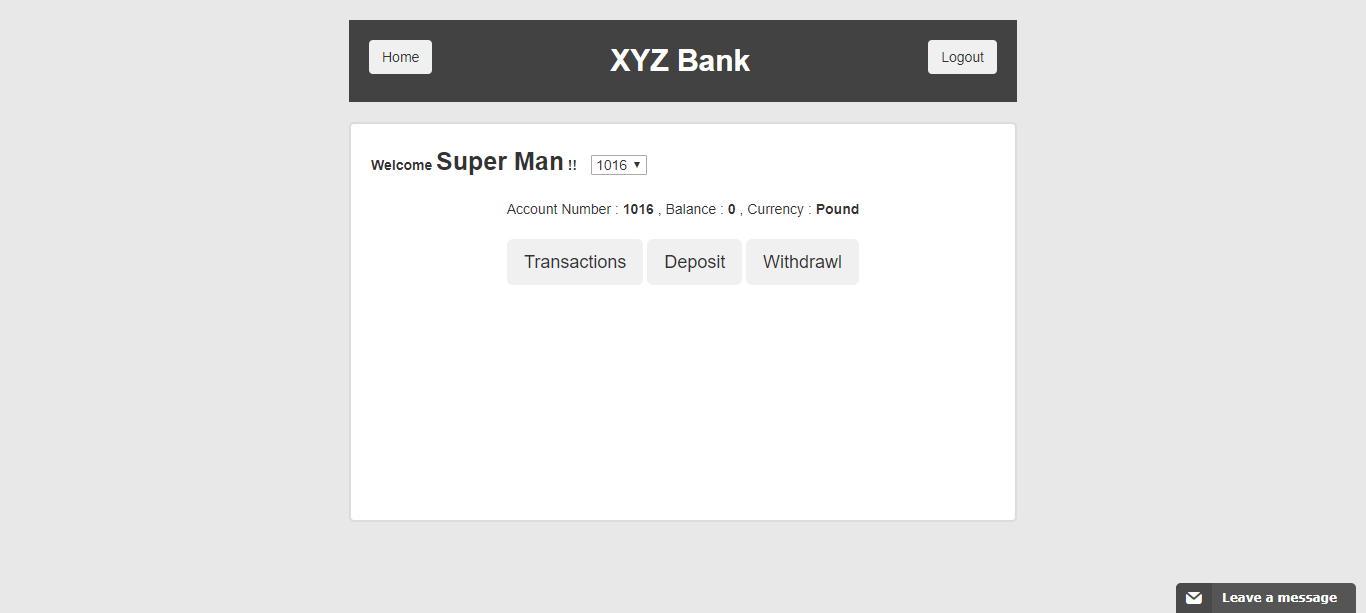 Home
XYZ Bank
Logout
Welcome Super Man !! 1016
Account Number : 1016 , Balance : 0 , Currency : Pound
Transactions
Deposit
Withdrawl
Leave a message